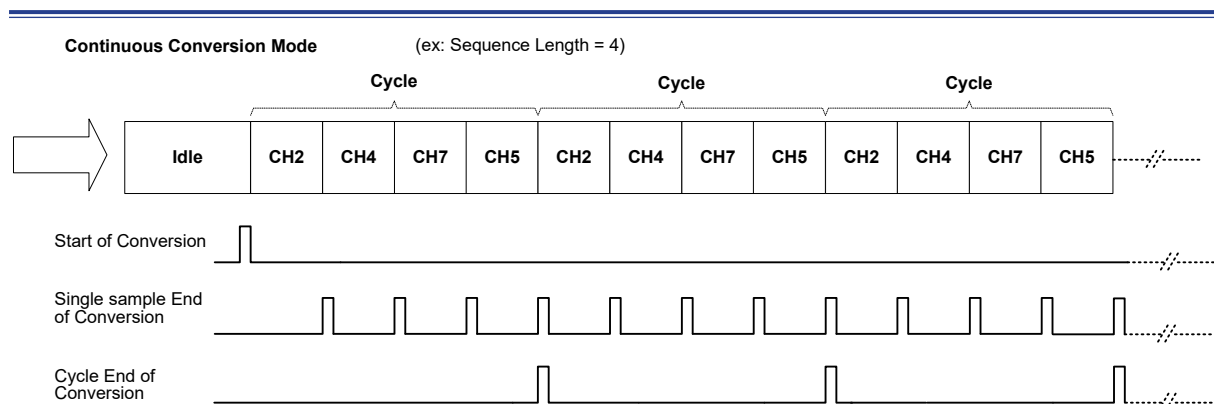 Continuous Conversion Mode (ex: Sequence Length = 4)
Cycle Cycle Cycle
Idle CH2 CH4 CH7 CH5 CH2 CH4 CH7 CH5 CH2 CH4 CH7 CH5
Start of Conversion
Single sample End
of Conversion
Cycle End of
Conversion